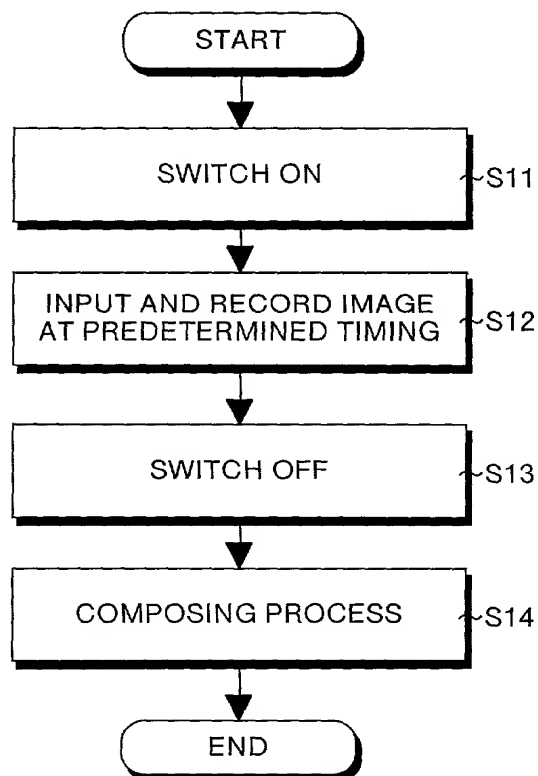 START
SWITCH ON
S11
INPUT AND RECORD IMAGE
AT PREDETERMINED TIMING
S12
SWITCH OFF
S13
COMPOSING PROCESS
S14
END